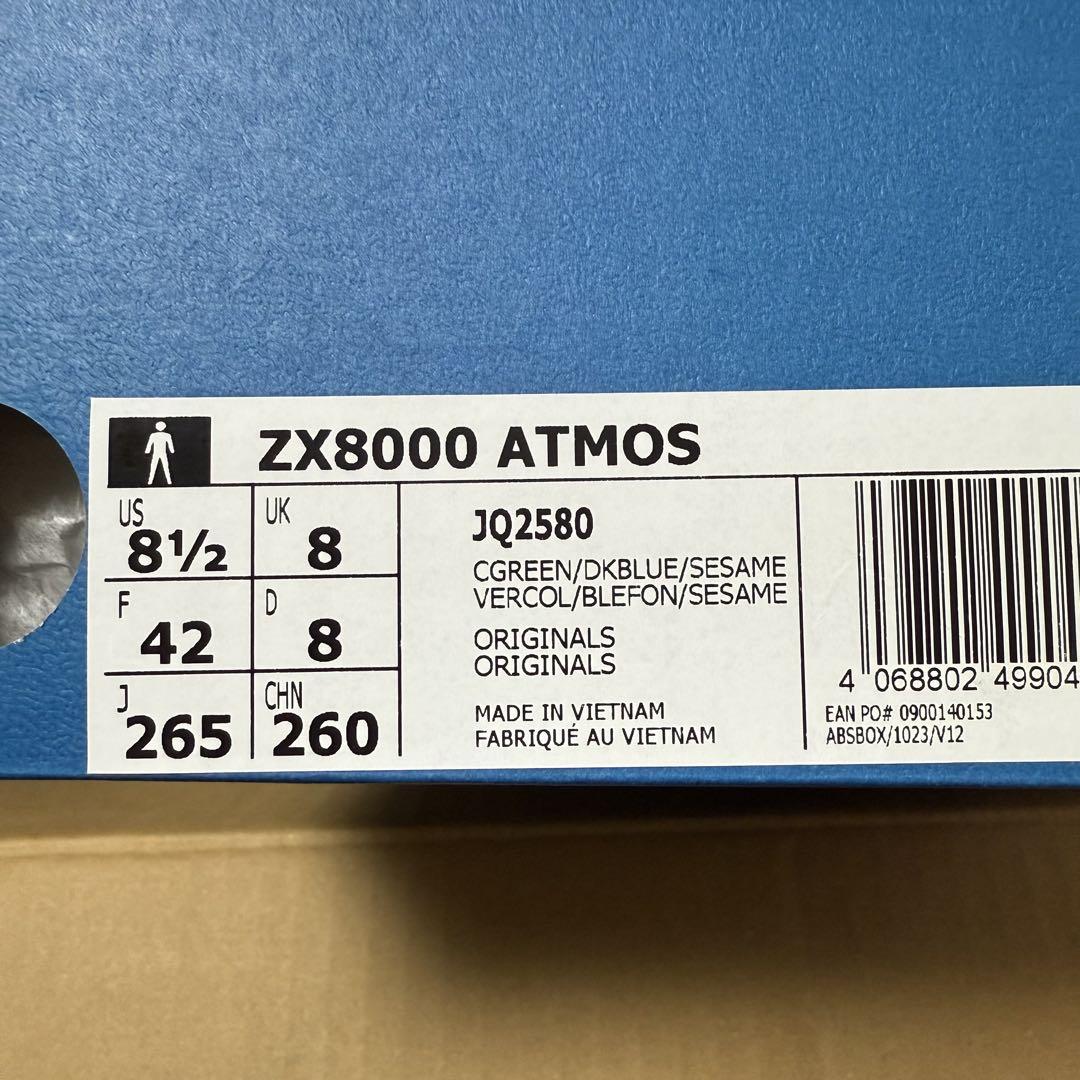 ZX8000 ATMOS
US 8½
UK 8
F 42
D 8
J 265
CHN 260
JQ2580
CGREEN/DKBLUE/SESAME
VERCOL/BLEFON/SESAME
ORIGINALS
ORIGINALS
MADE IN VIETNAM
FABRIQUÉ AU VIETNAM
4 068802 49904
EAN PO# 0900140153
ABSBOX/1023/V12